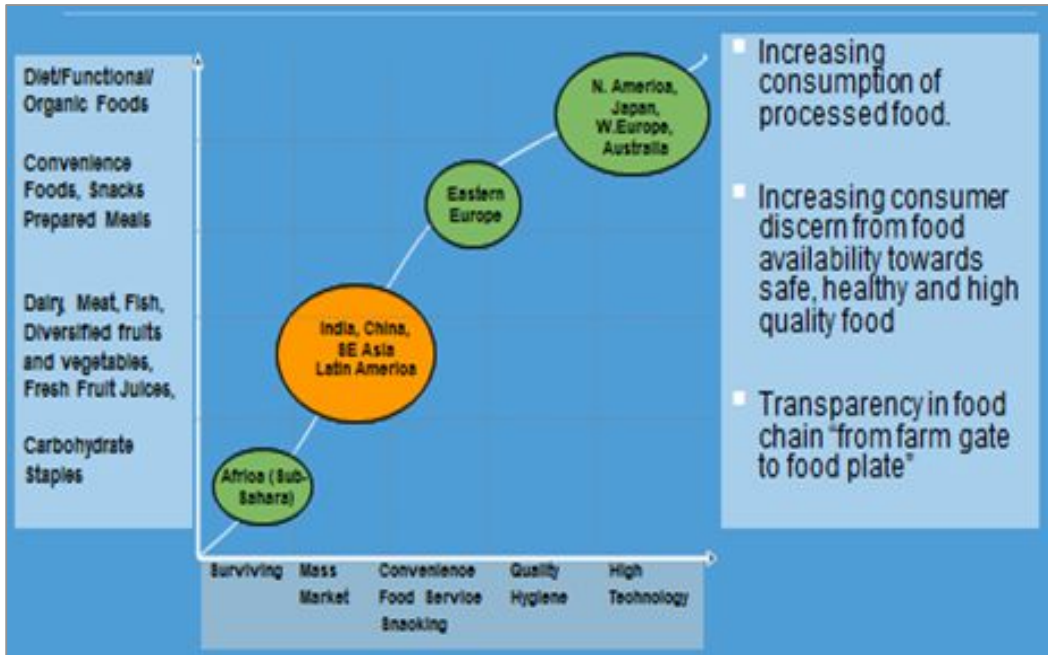 Diet/Functional/
Organic Foods
Convenience
Foods, Snacks
Prepared Meals
Dairy, Meat, Fish,
Diversified fruits
and vegetables,
Fresh Fruit Juices,
Carbohydrate
Staples
N. America,
Japan,
W.Europe,
Australia
Eastern
Europe
India, China,
SE Asia
Latin America
Africa (Sub-
Sahara)
Surviving
Mass
Market
Convenience
Food Service
Snacking
Quality
Hygiene
High
Technology
Increasing
consumption of
processed food.
Increasing consumer
discern from food
availability towards
safe, healthy and high
quality food
Transparency in food
chain “from farm gate
to food plate”